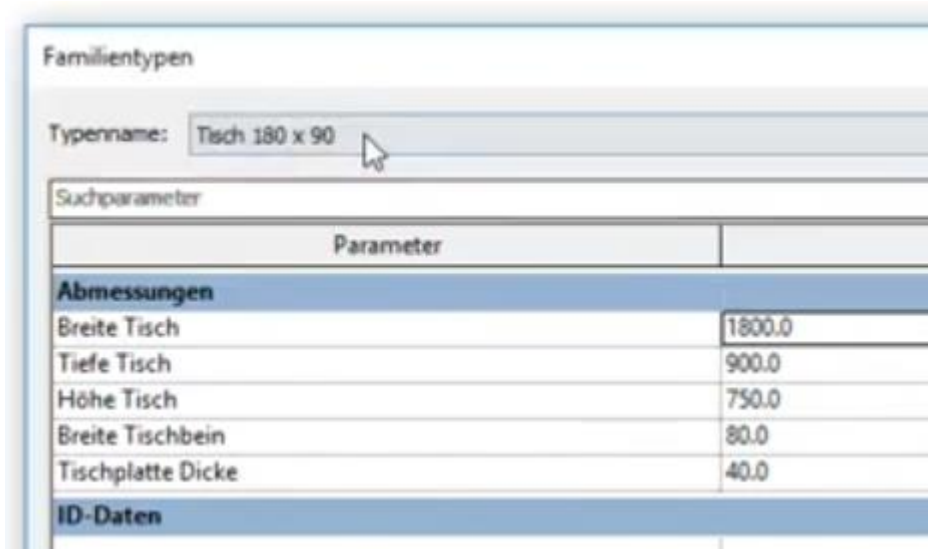 Familientypen
Typenname: Tisch 180 x 90
Suchparameter
Parameter
Abmessungen
Breite Tisch 1800.0
Tiefe Tisch 900.0
Höhe Tisch 750.0
Breite Tischbein 80.0
Tischplatte Dicke 40.0
ID-Daten